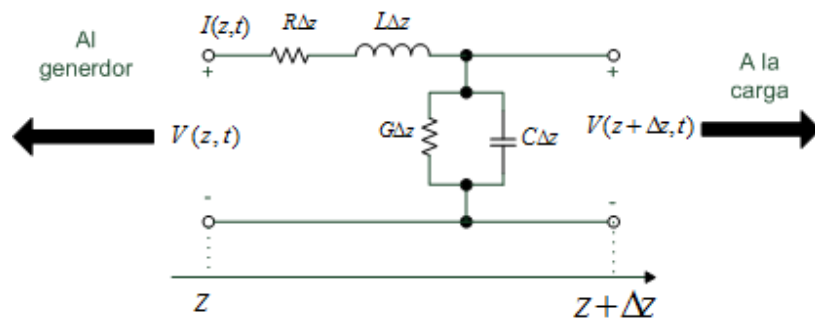 Al
generdor
I(z,t)
RΔz
LΔz
A la
carga
+
+
V(z,t)
GΔz
CΔz
V(z+Δz,t)
-
-
z
z+Δz